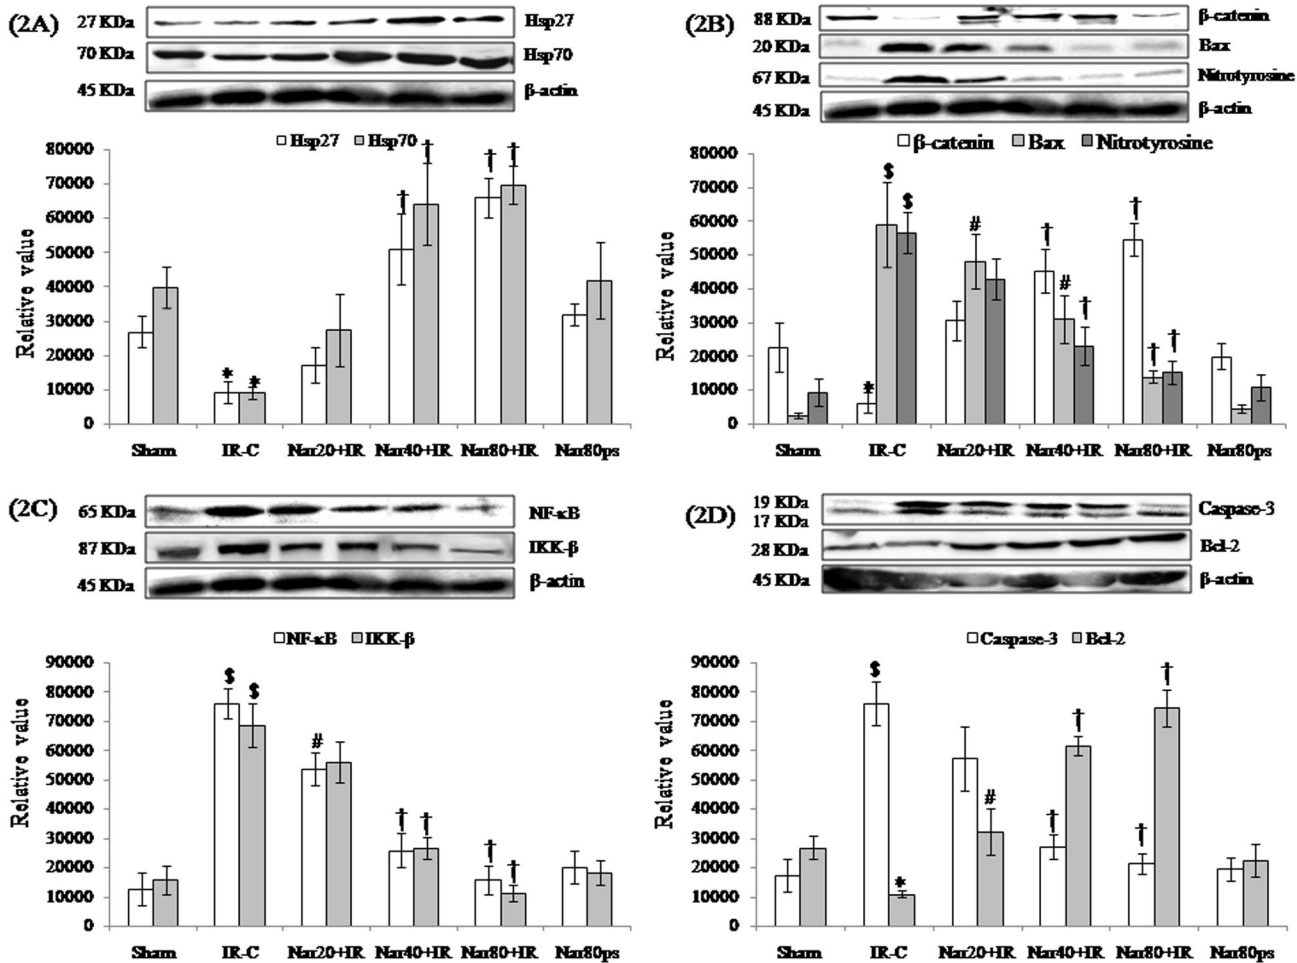 (2A)
27 KDa Hsp27
70 KDa Hsp70
45 KDa β-actin
Hsp27 Hsp70
80000
70000
60000
50000
40000
30000
20000
10000
0
Relative value
† † † †
* *
Sham IR-C Nar20+IR Nar40+IR Nar80+IR Nar80ps
(2B)
88 KDa β-catenin
20 KDa Bax
67 KDa Nitrotyrosine
45 KDa β-actin
β-catenin Bax Nitrotyrosine
80000
70000
60000
50000
40000
30000
20000
10000
0
Relative value
* $ $ # † # † † † †
Sham IR-C Nar20+IR Nar40+IR Nar80+IR Nar80ps
(2C)
65 KDa NF-κB
87 KDa IKK-β
45 KDa β-actin
NF-κB IKK-β
90000
80000
70000
60000
50000
40000
30000
20000
10000
0
Relative value
$ $ # † † † †
Sham IR-C Nar20+IR Nar40+IR Nar80+IR Nar80ps
(2D)
19 KDa Caspase-3
17 KDa
28 KDa Bcl-2
45 KDa β-actin
Caspase-3 Bcl-2
90000
80000
70000
60000
50000
40000
30000
20000
10000
0
Relative value
$ * # † † † †
Sham IR-C Nar20+IR Nar40+IR Nar80+IR Nar80ps